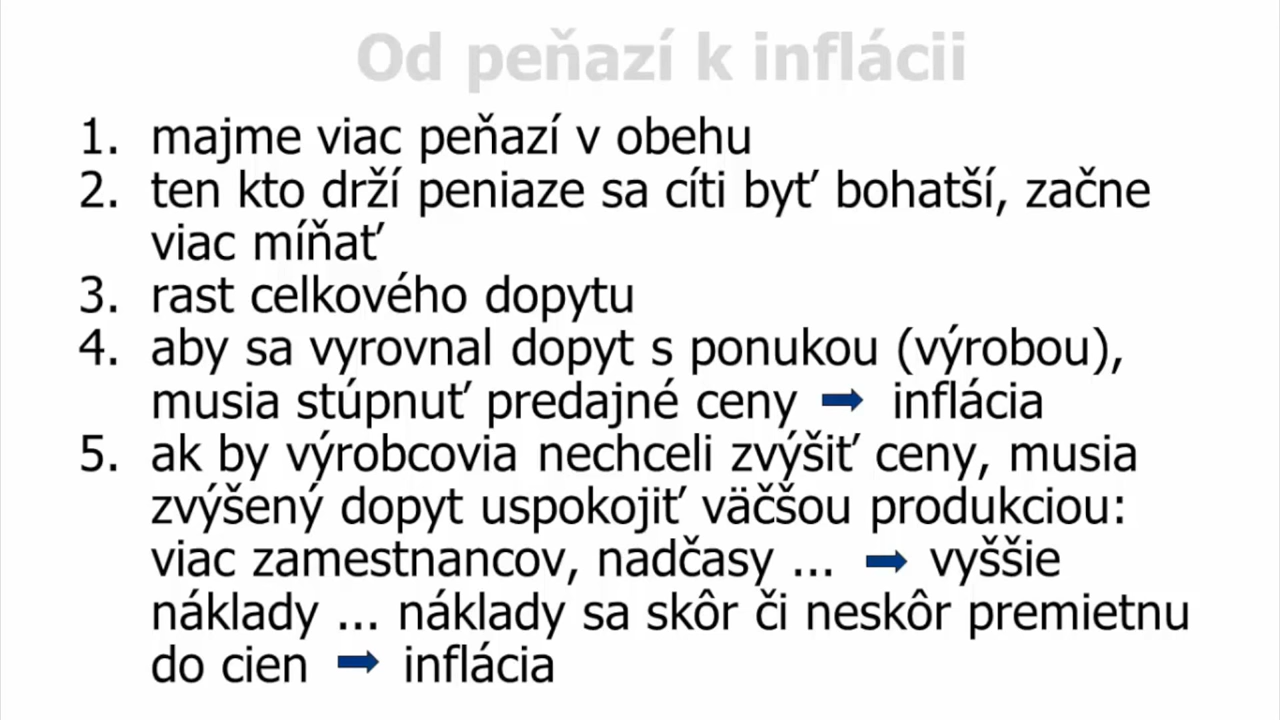 Od peňazí k inflácii
1. majme viac peňazí v obehu
2. ten kto drží peniaze sa cíti byť bohatší, začne
viac míňať
3. rast celkového dopytu
4. aby sa vyrovnal dopyt s ponukou (výrobou),
musia stúpnuť predajné ceny ➡ inflácia
5. ak by výrobcovia nechceli zvýšiť ceny, musia
zvýšený dopyt uspokojiť väčšou produkciou:
viac zamestnancov, nadčasy ... ➡ vyššie
náklady ... náklady sa skôr či neskôr premietnu
do cien ➡ inflácia